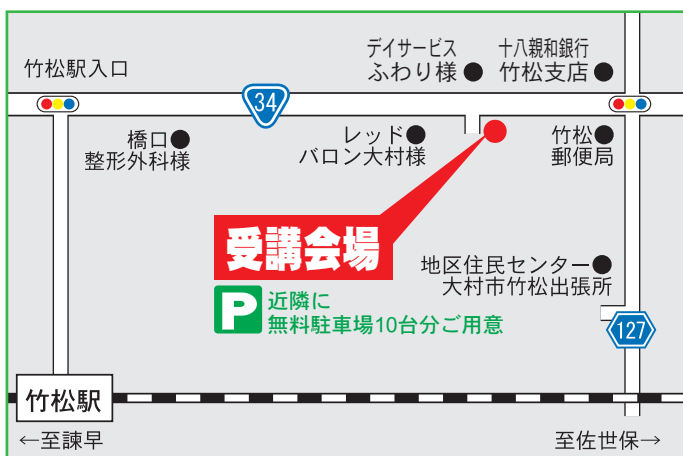 竹松駅入口
デイサービス
ふわり様
十八親和銀行
竹松支店
34
橋口
整形外科様
レッド
バロン大村様
竹松
郵便局
受講会場
P
近隣に
無料駐車場10台分ご用意
地区住民センター
大村市竹松出張所
127
竹松駅
←至諫早
至佐世保→